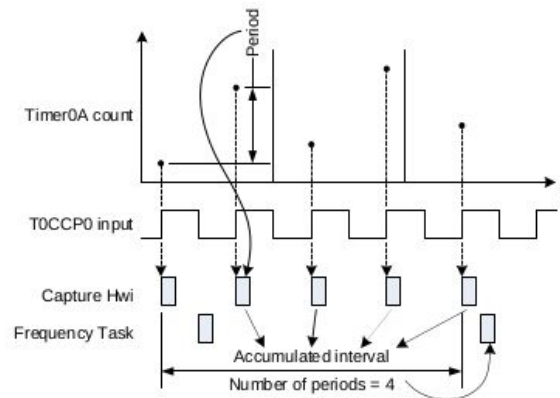 Period
Timer0A count
T0CCP0 input
Capture Hwi
Frequency Task
Accumulated interval
Number of periods = 4